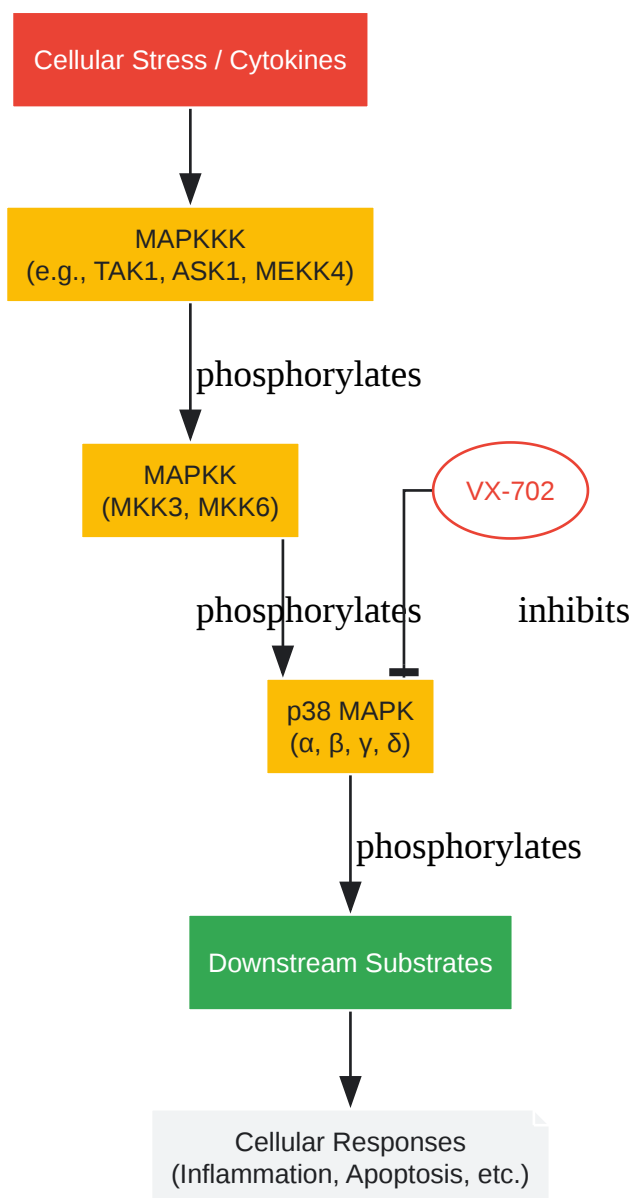 Cellular Stress / Cytokines
MAPKKK
(e.g., TAK1, ASK1, MEKK4)
phosphorylates
MAPKK
(MKK3, MKK6)
VX-702
phosphorylates
inhibits
p38 MAPK
(α, β, γ, δ)
phosphorylates
Downstream Substrates
Cellular Responses
(Inflammation, Apoptosis, etc.)